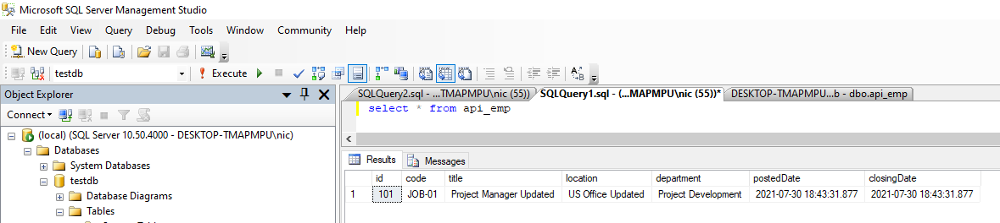 Microsoft SQL Server Management Studio
File Edit View Query Debug Tools Window Community Help
New Query
testdb Execute
Object Explorer
Connect
(local) (SQL Server 10.50.4000 - DESKTOP-TMAPMPU\nic)
Databases
System Databases
testdb
Database Diagrams
Tables
SQLQuery2.sql - ...TMAPMPU\nic (55)) SQLQuery1.sql - (...MAPMPU\nic (55))* DESKTOP-TMAPMPU...b - dbo.api_emp
select * from api_emp
Results Messages
id code title location department postedDate closingDate
1 101 JOB-01 Project Manager Updated US Office Updated Project Development 2021-07-30 18:43:31.877 2021-07-30 18:43:31.877